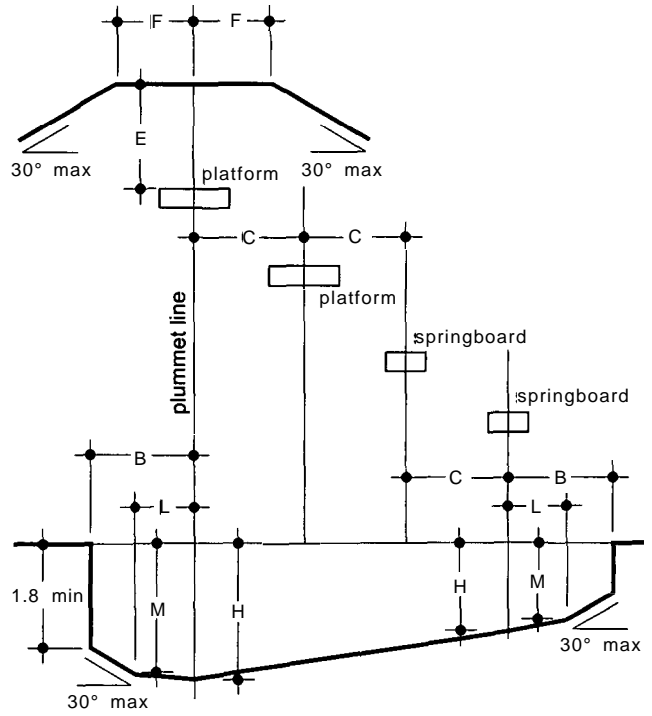 F F
E
30° max 30° max
platform
C C
platform
plummet line
springboard
springboard
B
C B
L L
1.8 min
M H H M
30° max
30° max